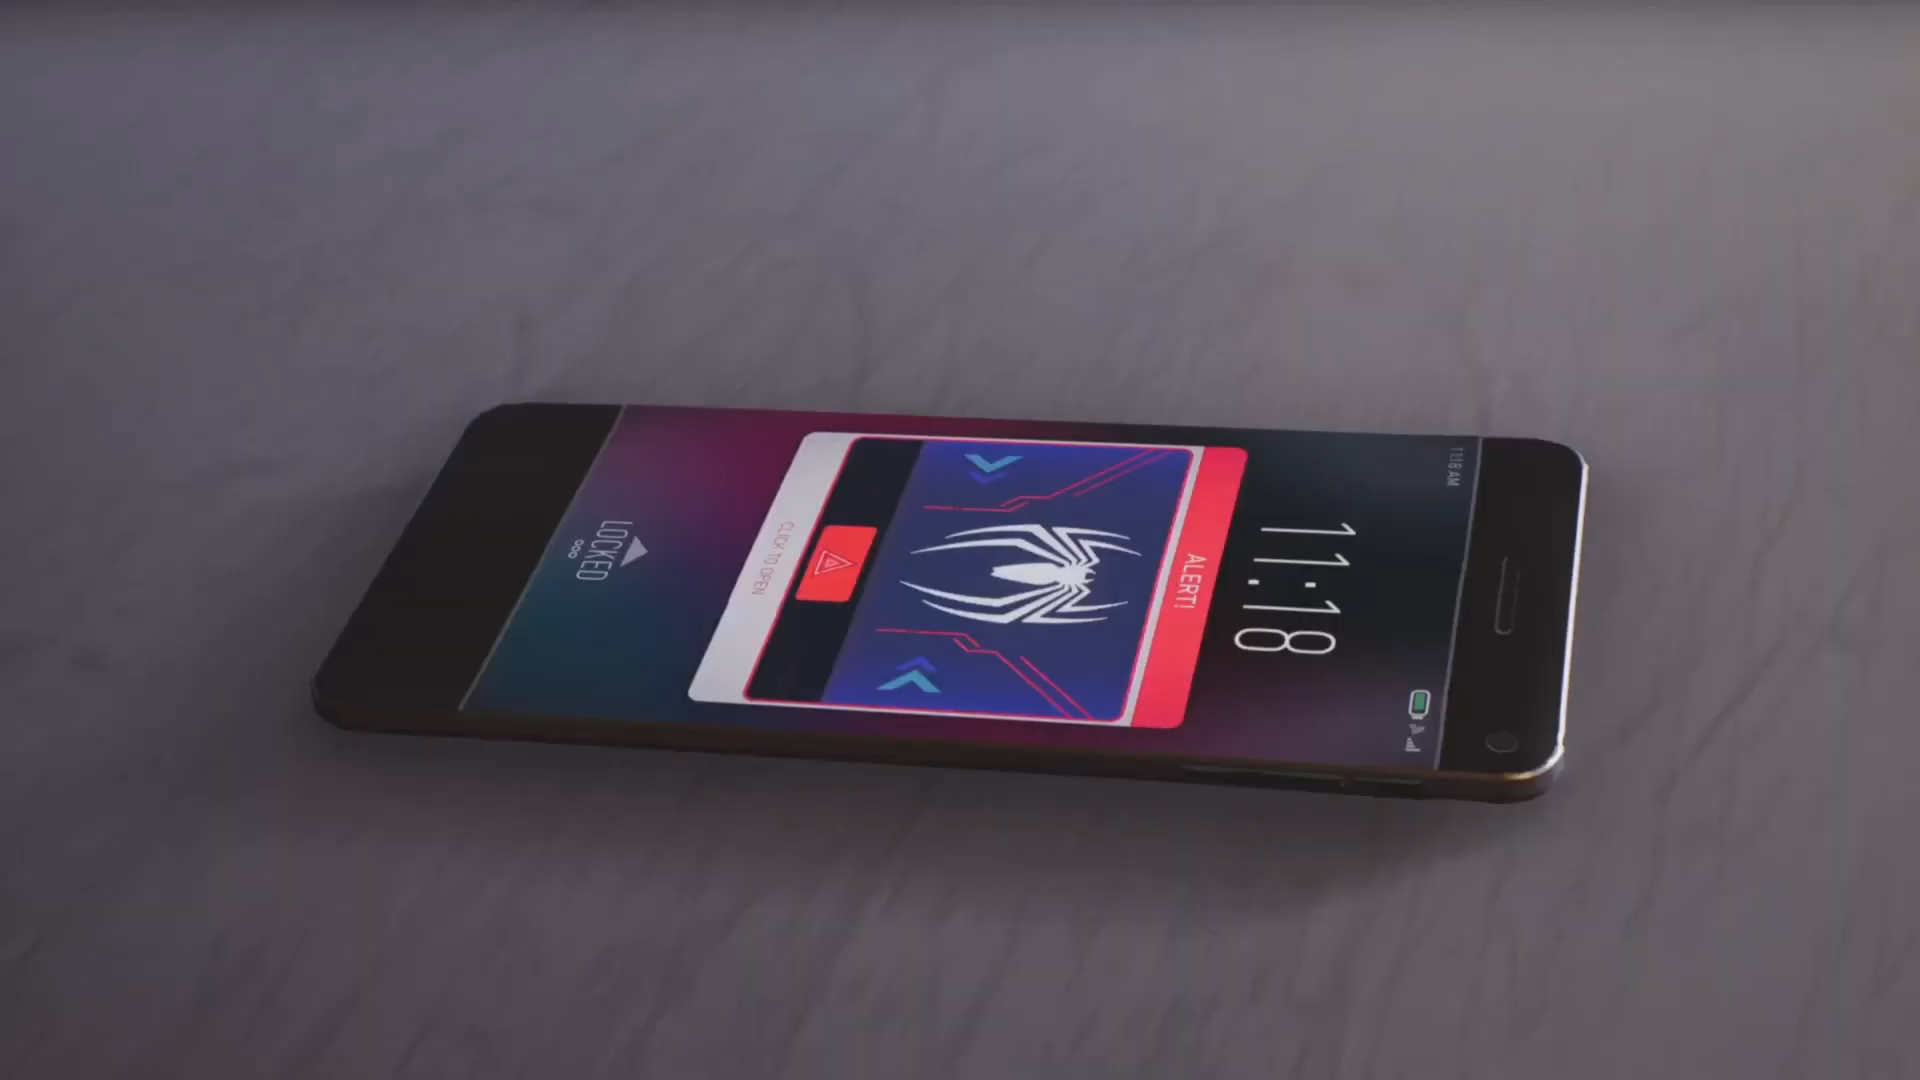 11:18 AM
11:18
ALERT!
CLICK TO OPEN
LOCKED